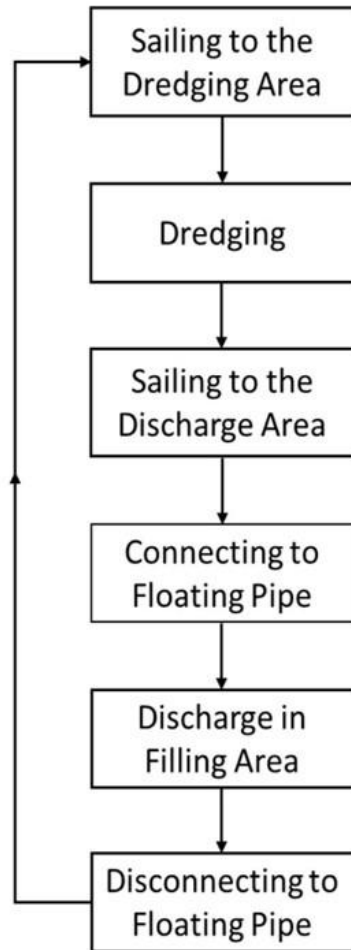 Sailing to the
Dredging Area
Dredging
Sailing to the
Discharge Area
Connecting to
Floating Pipe
Discharge in
Filling Area
Disconnecting to
Floating Pipe